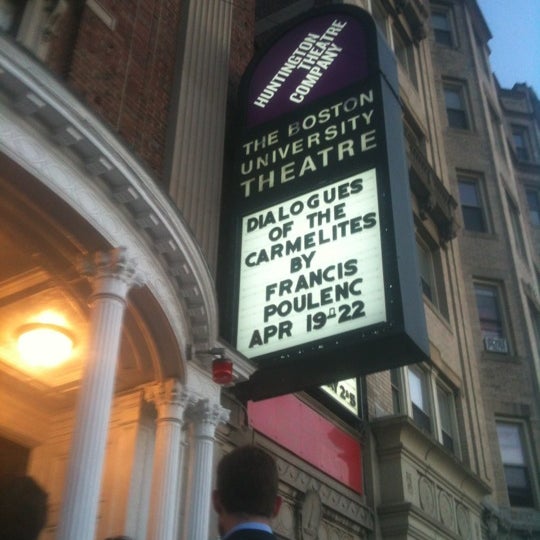 HUNTINGTON
THEATRE
COMPANY
THE BOSTON
UNIVERSITY
THEATRE
DIALOGUES
OF THE
CARMELITES
BY
FRANCIS
POULENC
APR 19-22